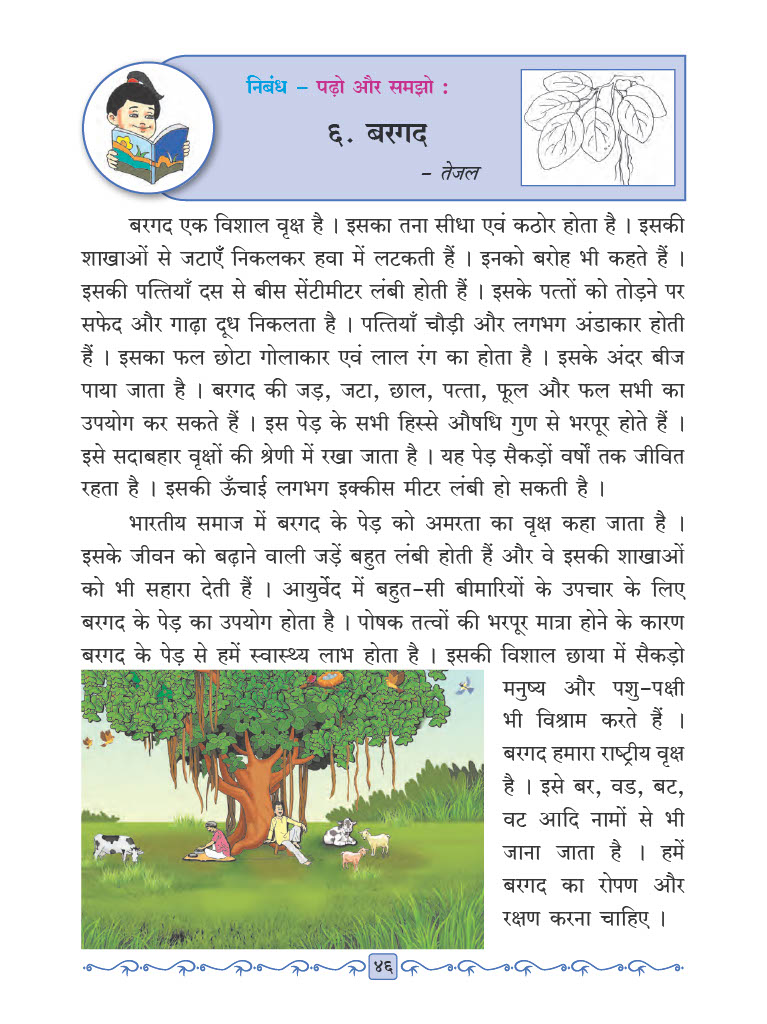 निबंध – पढ़ो और समझो :
६. बरगद
– तेजल
बरगद एक विशाल वृक्ष है । इसका तना सीधा एवं कठोर होता है । इसकी
शाखाओं से जटाएँ निकलकर हवा में लटकती हैं । इनको बरोह भी कहते हैं ।
इसकी पत्तियाँ दस से बीस सेंटीमीटर लंबी होती हैं । इसके पत्तों को तोड़ने पर
सफेद और गाढ़ा दूध निकलता है । पत्तियाँ चौड़ी और लगभग अंडाकार होती
हैं । इसका फल छोटा गोलाकार एवं लाल रंग का होता है । इसके अंदर बीज
पाया जाता है । बरगद की जड़, जटा, छाल, पत्ता, फूल और फल सभी का
उपयोग कर सकते हैं । इस पेड़ के सभी हिस्से औषधि गुण से भरपूर होते हैं ।
इसे सदाबहार वृक्षों की श्रेणी में रखा जाता है । यह पेड़ सैकड़ों वर्षों तक जीवित
रहता है । इसकी ऊँचाई लगभग इक्कीस मीटर लंबी हो सकती है ।
भारतीय समाज में बरगद के पेड़ को अमरता का वृक्ष कहा जाता है ।
इसके जीवन को बढ़ाने वाली जड़ें बहुत लंबी होती हैं और वे इसकी शाखाओं
को भी सहारा देती हैं । आयुर्वेद में बहुत-सी बीमारियों के उपचार के लिए
बरगद के पेड़ का उपयोग होता है । पोषक तत्वों की भरपूर मात्रा होने के कारण
बरगद के पेड़ से हमें स्वास्थ्य लाभ होता है । इसकी विशाल छाया में सैकड़ो
मनुष्य और पशु-पक्षी
भी विश्राम करते हैं ।
बरगद हमारा राष्ट्रीय वृक्ष
है । इसे बर, वड, बट,
वट आदि नामों से भी
जाना जाता है । हमें
बरगद का रोपण और
रक्षण करना चाहिए ।
४६